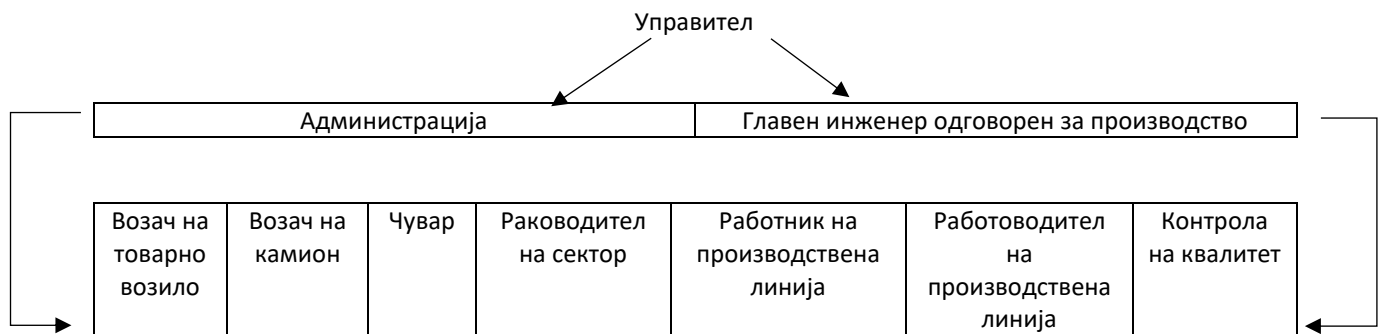 Управител
Администрација
Главен инженер одговорен за производство
Возач на
товарно
возило
Возач на
камион
Чувар
Раководител
на сектор
Работник на
производствена
линија
Работоводител
на
производствена
линија
Контрола
на квалитет